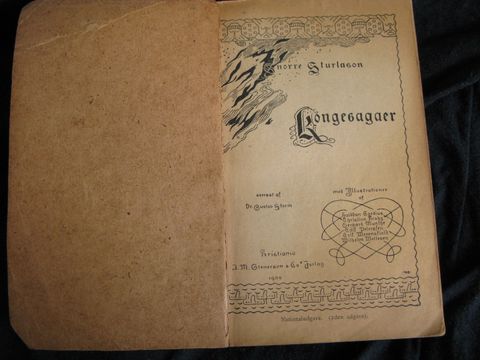 Snorre Sturlason
Kongesagaer
oversat af
Dr. Gustav Storm
med Illustrationer
af
Halfdan Egedius
Christian Krohg
Gerhard Munthe
Eilif Peterssen
Erik Werenskiold
Wilhelm Wetlesen
Kristiania
J. M. Stenersen & Co's Forlag
1900
Nationaludgave. (2den udgave).